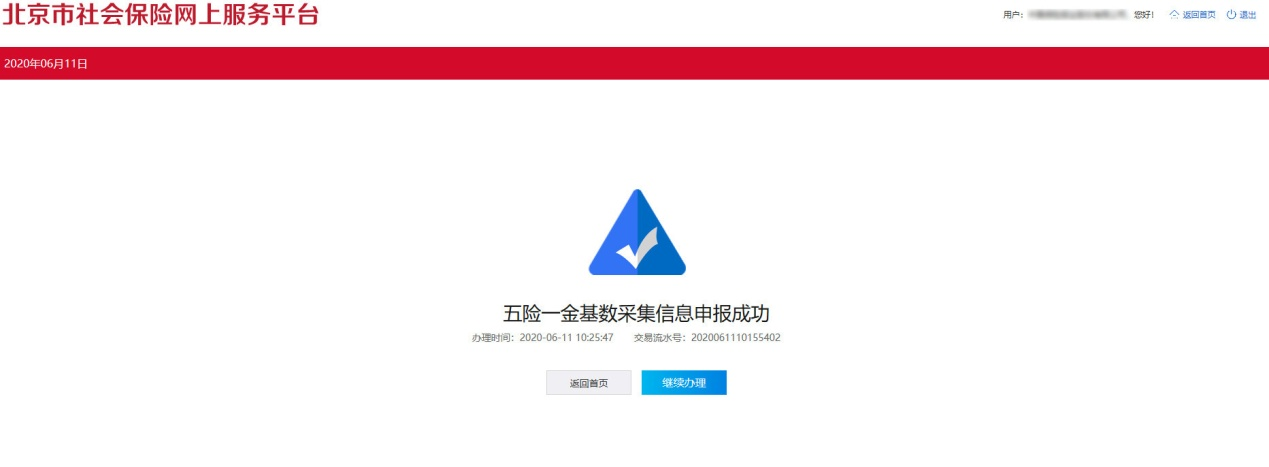 北京市社会保险网上服务平台
用户： 您好！ 返回首页 退出
2020年06月11日
五险一金基数采集信息申报成功
办理时间：2020-06-11 10:25:47 交易流水号：2020061110155402
返回首页 继续办理